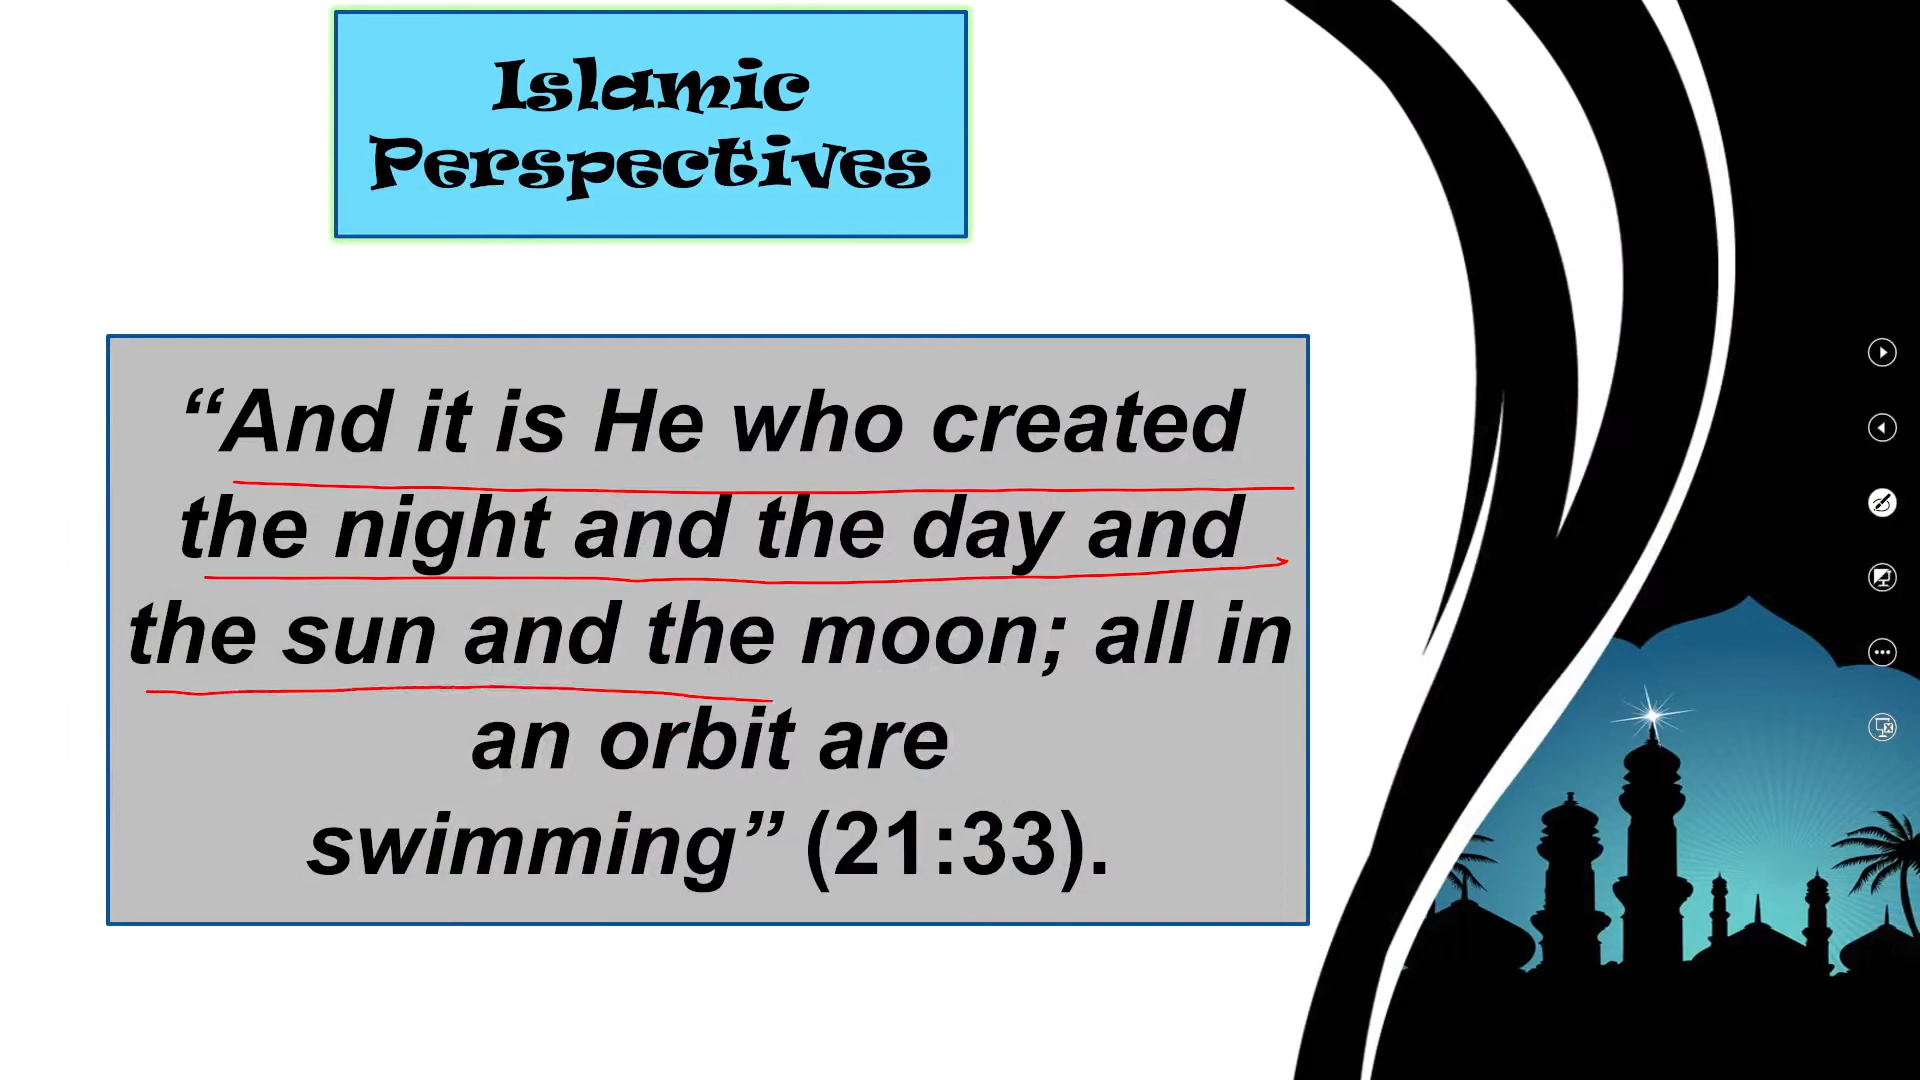 Islamic
Perspectives
“And it is He who created
the night and the day and
the sun and the moon; all in
an orbit are
swimming” (21:33).